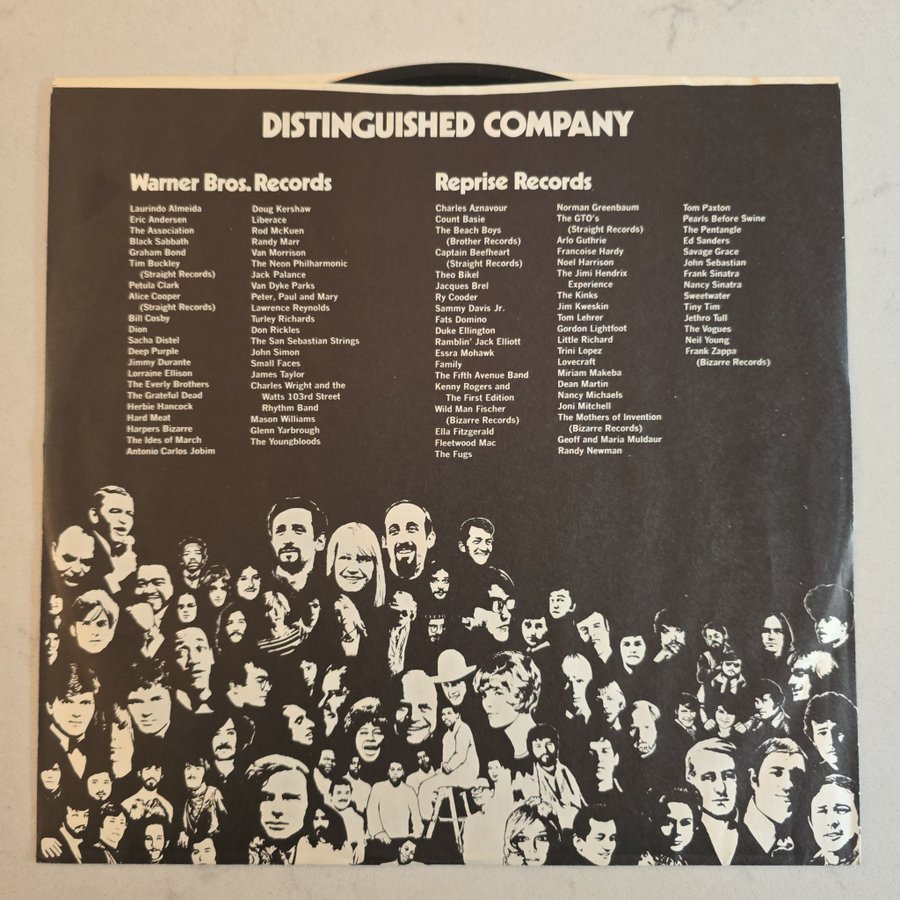 DISTINGUISHED COMPANY
Warner Bros. Records
Laurindo Almeida
Eric Andersen
The Association
Black Sabbath
Graham Bond
Tim Buckley
(Straight Records)
Petula Clark
Alice Cooper
(Straight Records)
Bill Cosby
Dion
Sacha Distel
Deep Purple
Jimmy Durante
Lorraine Ellison
The Everly Brothers
The Grateful Dead
Herbie Hancock
Hard Meat
Harpers Bizarre
The Ides of March
Antonio Carlos Jobim
Doug Kershaw
Liberace
Rod McKuen
Randy Marr
Van Morrison
The Neon Philharmonic
Jack Palance
Van Dyke Parks
Peter, Paul and Mary
Lawrence Reynolds
Turley Richards
Don Rickles
The San Sebastian Strings
John Simon
Small Faces
James Taylor
Charles Wright and the
Watts 103rd Street
Rhythm Band
Mason Williams
Glenn Yarbrough
The Youngbloods
Reprise Records
Charles Aznavour
Count Basie
The Beach Boys
(Brother Records)
Captain Beefheart
(Straight Records)
Theo Bikel
Jacques Brel
Ry Cooder
Sammy Davis Jr.
Fats Domino
Duke Ellington
Ramblin' Jack Elliott
Essra Mohawk
Family
The Fifth Avenue Band
Kenny Rogers and
The First Edition
Wild Man Fischer
(Bizarre Records)
Ella Fitzgerald
Fleetwood Mac
The Fugs
Norman Greenbaum
The GTO's
(Straight Records)
Arlo Guthrie
Francoise Hardy
Noel Harrison
The Jimi Hendrix
Experience
The Kinks
Jim Kweskin
Tom Lehrer
Gordon Lightfoot
Little Richard
Trini Lopez
Lovecraft
Miriam Makeba
Dean Martin
Nancy Michaels
Joni Mitchell
The Mothers of Invention
(Bizarre Records)
Geoff and Maria Muldaur
Randy Newman
Tom Paxton
Pearls Before Swine
The Pentangle
Ed Sanders
Savage Grace
John Sebastian
Frank Sinatra
Nancy Sinatra
Sweetwater
Tiny Tim
Jethro Tull
The Vogues
Neil Young
Frank Zappa
(Bizarre Records)